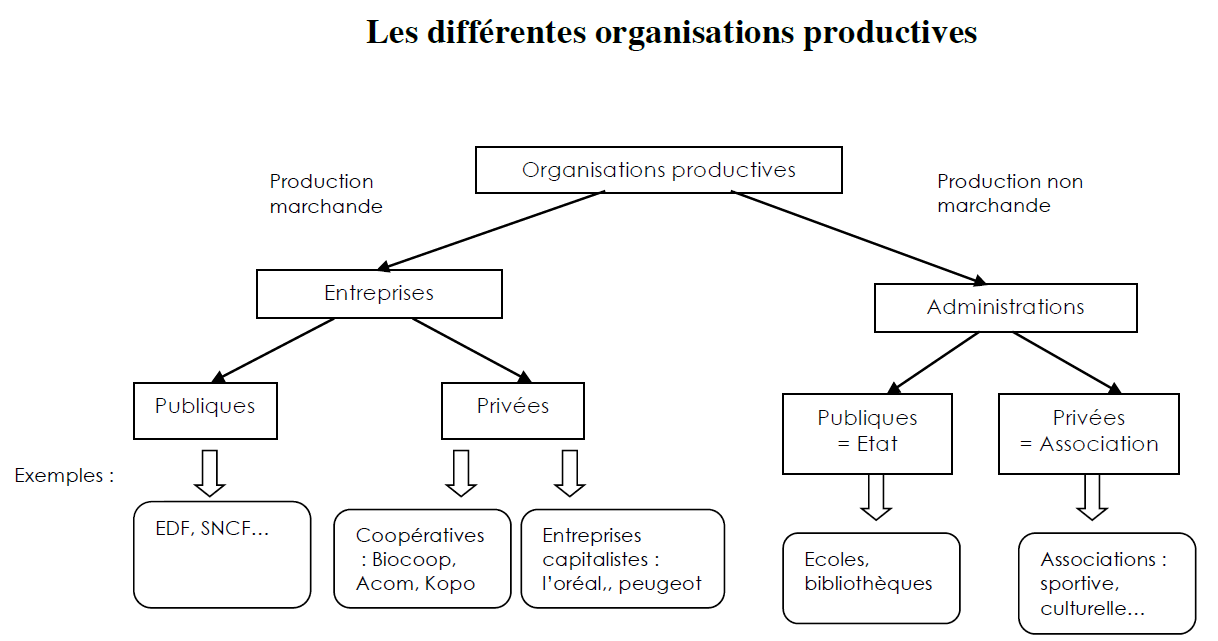 Les différentes organisations productives
Organisations productives
Production
marchande
Production non
marchande
Entreprises
Administrations
Publiques
Privées
Publiques
= Etat
Privées
= Association
Exemples :
EDF, SNCF…
Coopératives
: Biocoop,
Acom, Kopo
Entreprises
capitalistes :
l’oréal,, peugeot
Ecoles,
bibliothèques
Associations :
sportive,
culturelle…